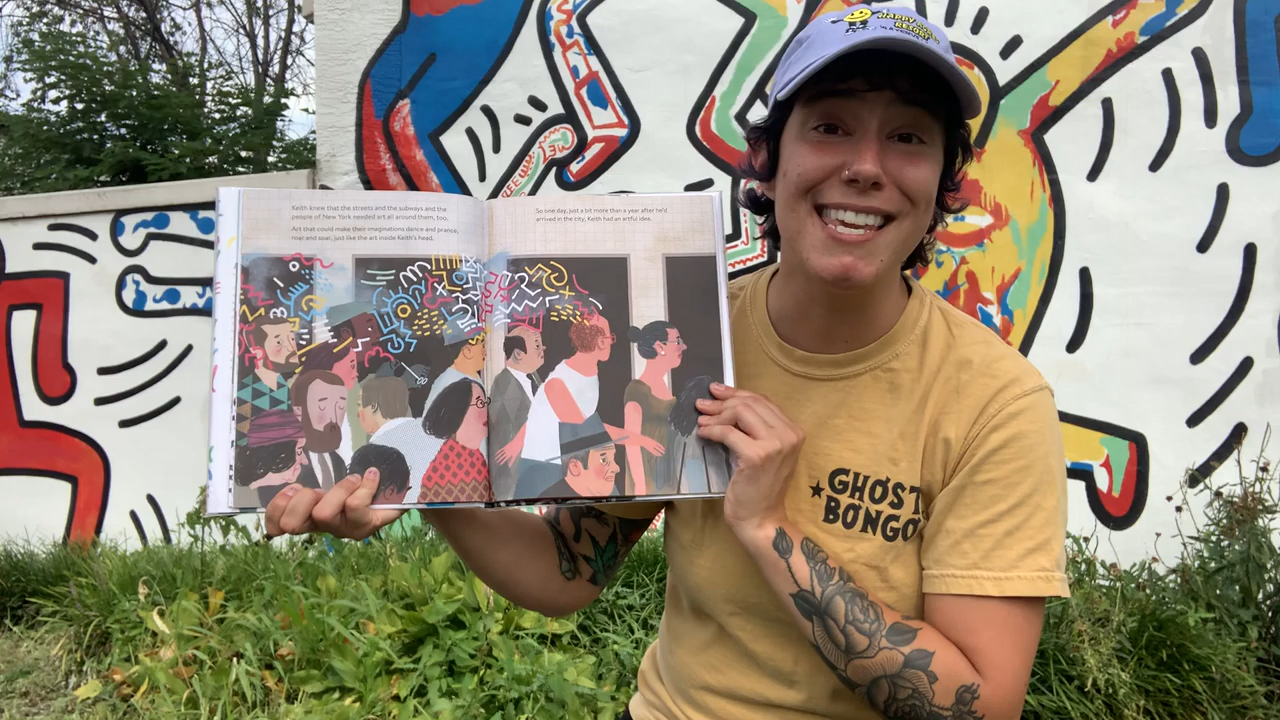 Keith knew that the streets and the subways and the
people of New York needed art all around them, too.
Art that could make their imaginations dance and prance,
roar and soar, just like the art inside Keith's head.
So one day, just a bit more than a year after he'd
arrived in the city, Keith had an artful idea.
HAPPY
RESORT
GHOST
BONGO